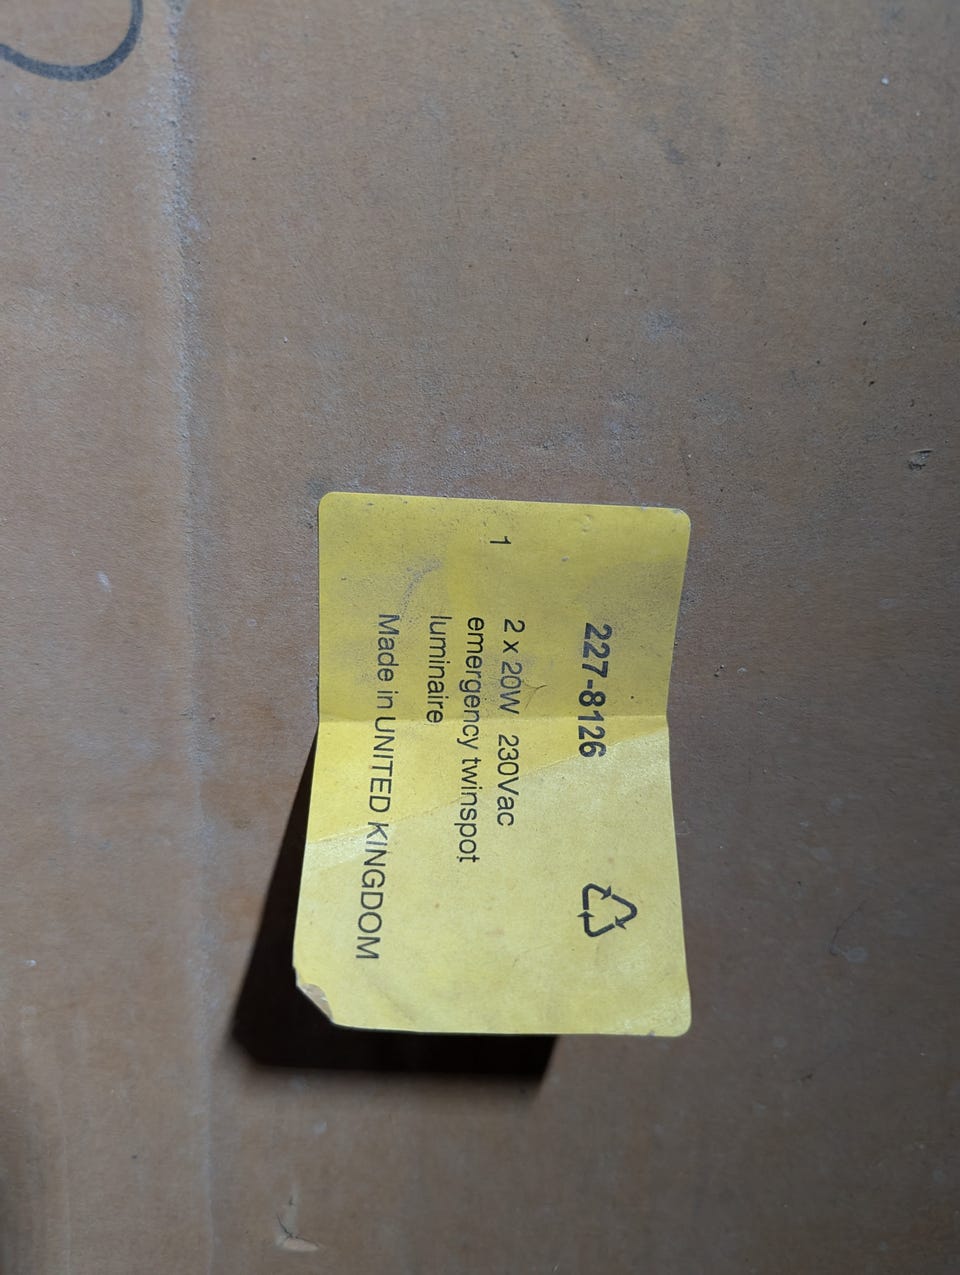 227-8126
1 2 x 20W 230Vac
emergency twinspot
luminaire
Made in UNITED KINGDOM